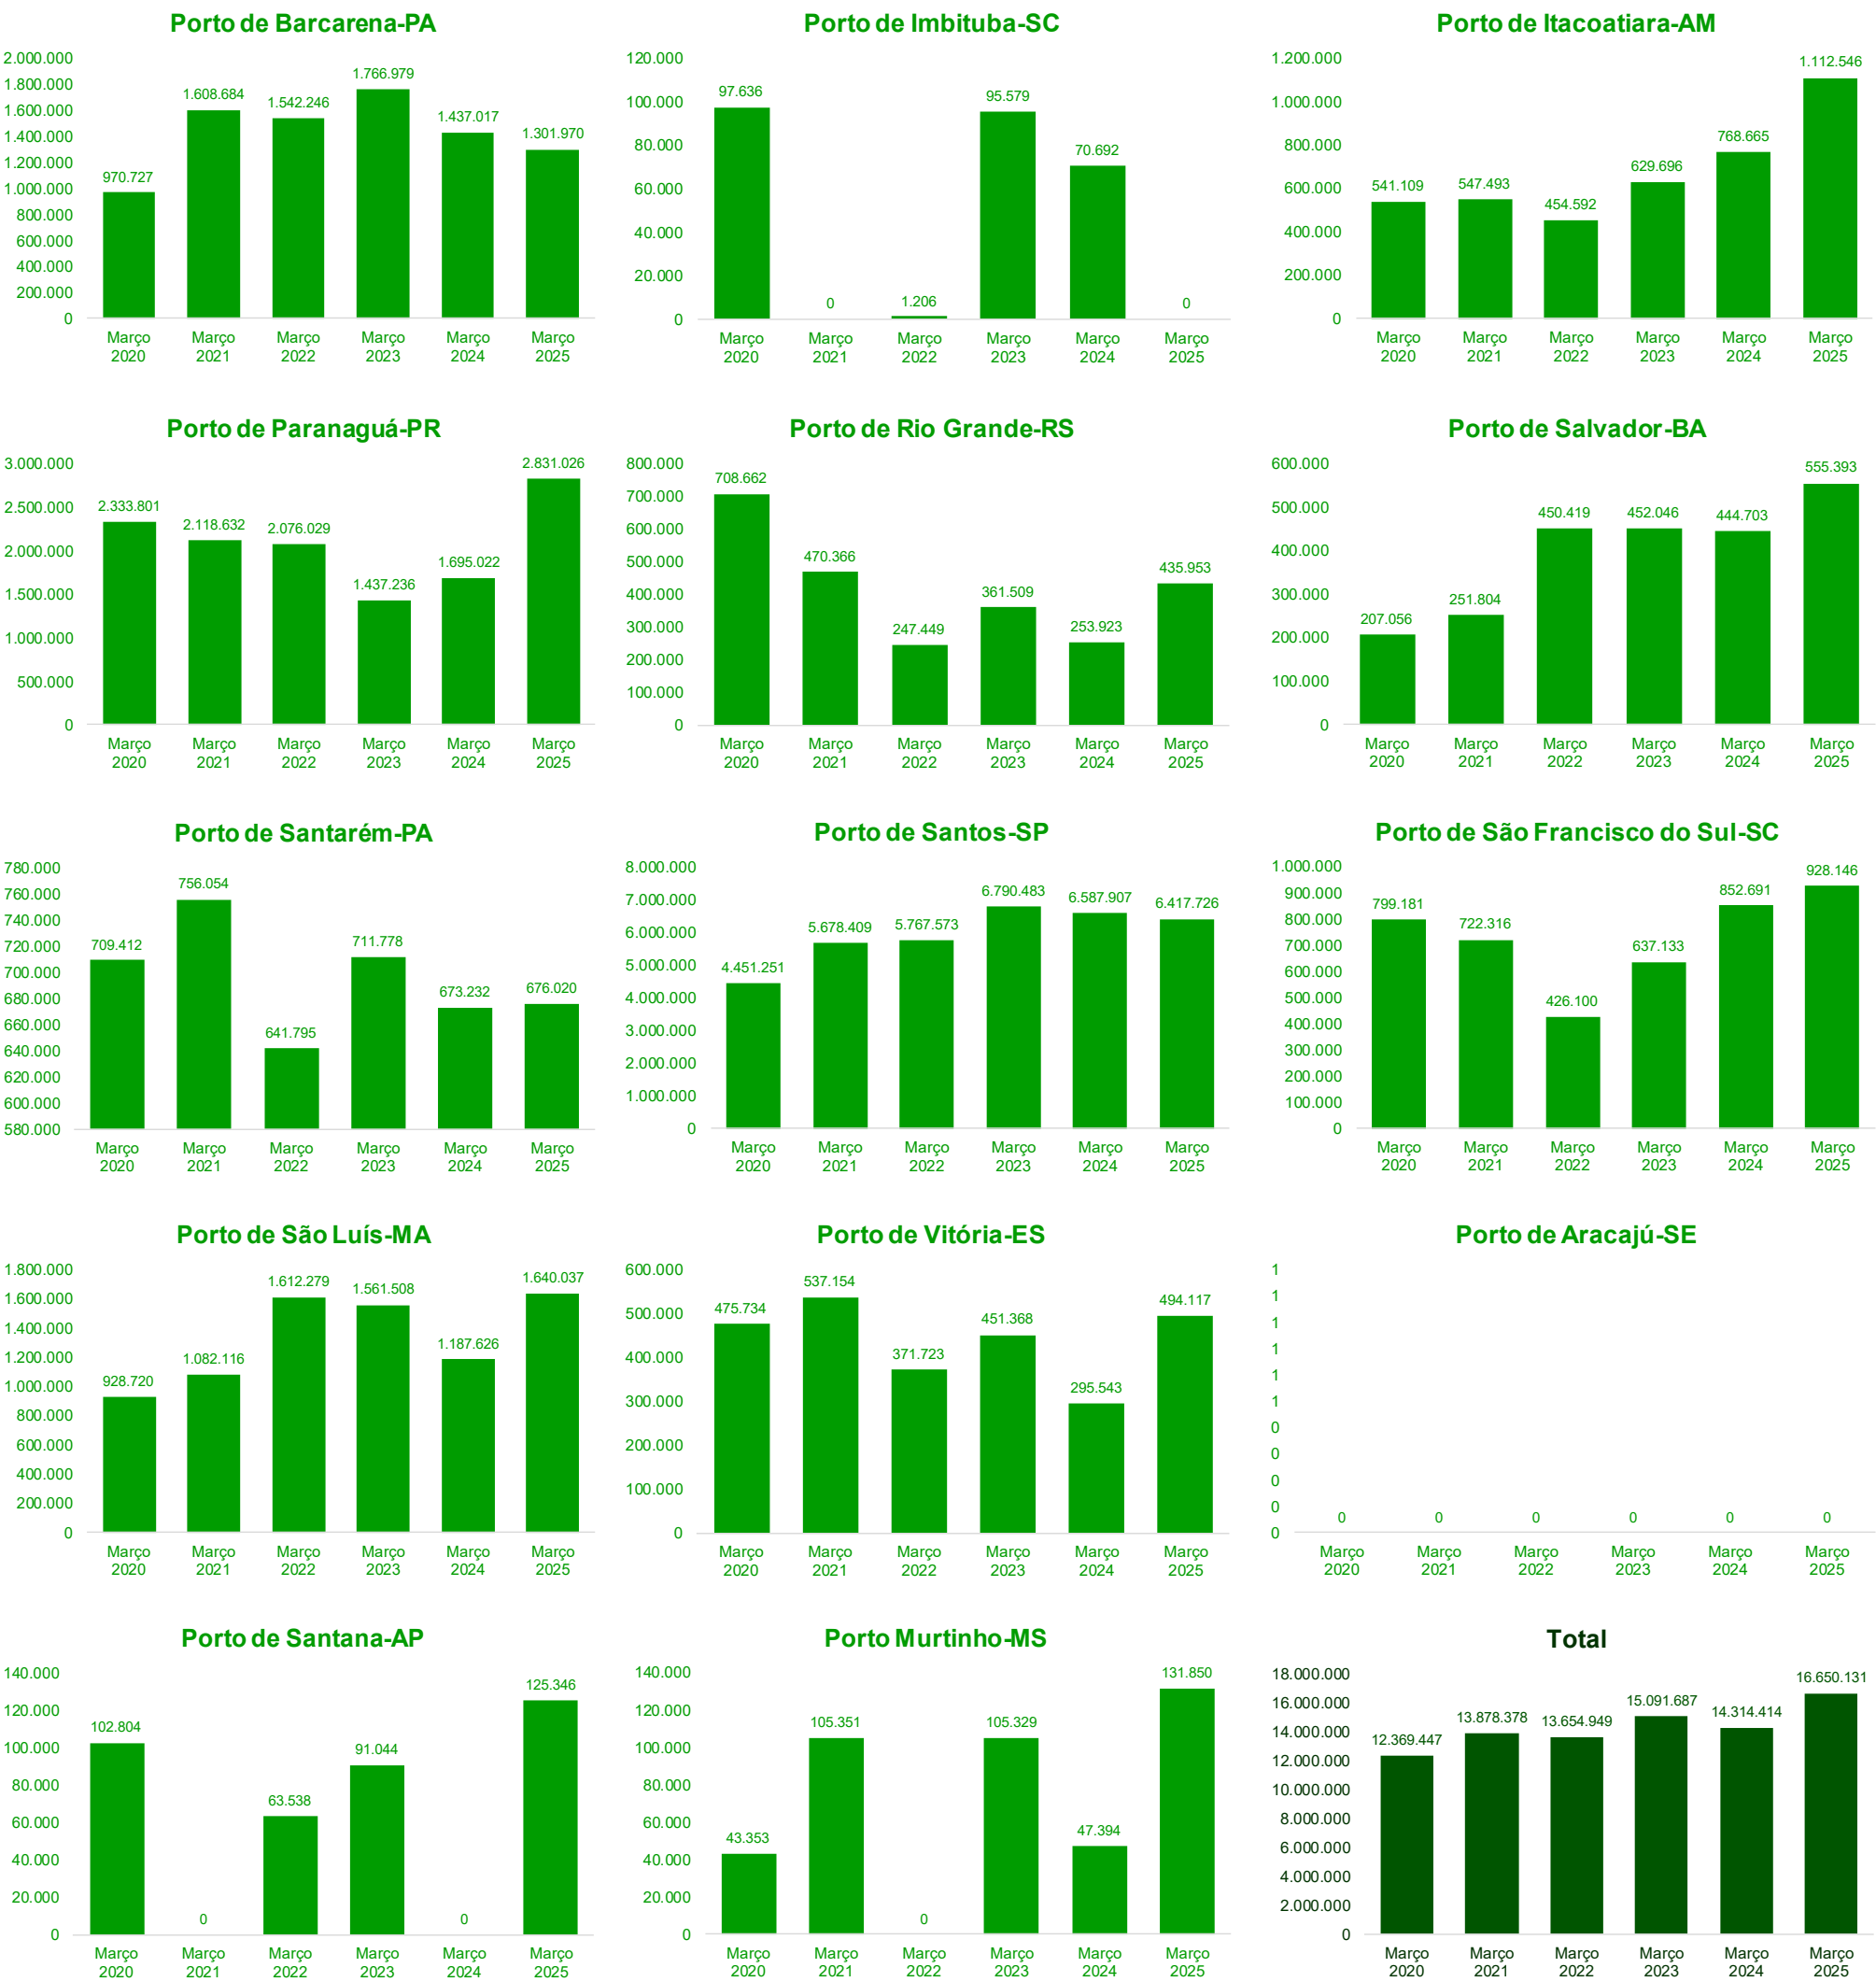 Porto de Barcarena-PA
2.000.000
1.800.000
1.600.000
1.400.000
1.200.000
1.000.000
800.000
600.000
400.000
200.000
0
970.727
1.608.684
1.542.246
1.766.979
1.437.017
1.301.970
Março 2020
Março 2021
Março 2022
Março 2023
Março 2024
Março 2025
Porto de Imbituba-SC
120.000
100.000
80.000
60.000
40.000
20.000
0
97.636
0
1.206
95.579
70.692
0
Março 2020
Março 2021
Março 2022
Março 2023
Março 2024
Março 2025
Porto de Itacoatiara-AM
1.200.000
1.000.000
800.000
600.000
400.000
200.000
0
541.109
547.493
454.592
629.696
768.665
1.112.546
Março 2020
Março 2021
Março 2022
Março 2023
Março 2024
Março 2025
Porto de Paranaguá-PR
3.000.000
2.500.000
2.000.000
1.500.000
1.000.000
500.000
0
2.333.801
2.118.632
2.076.029
1.437.236
1.695.022
2.831.026
Março 2020
Março 2021
Março 2022
Março 2023
Março 2024
Março 2025
Porto de Rio Grande-RS
800.000
700.000
600.000
500.000
400.000
300.000
200.000
100.000
0
708.662
470.366
247.449
361.509
253.923
435.953
Março 2020
Março 2021
Março 2022
Março 2023
Março 2024
Março 2025
Porto de Salvador-BA
600.000
500.000
400.000
300.000
200.000
100.000
0
207.056
251.804
450.419
452.046
444.703
555.393
Março 2020
Março 2021
Março 2022
Março 2023
Março 2024
Março 2025
Porto de Santarém-PA
780.000
760.000
740.000
720.000
700.000
680.000
660.000
640.000
620.000
600.000
580.000
709.412
756.054
641.795
711.778
673.232
676.020
Março 2020
Março 2021
Março 2022
Março 2023
Março 2024
Março 2025
Porto de Santos-SP
8.000.000
7.000.000
6.000.000
5.000.000
4.000.000
3.000.000
2.000.000
1.000.000
0
4.451.251
5.678.409
5.767.573
6.790.483
6.587.907
6.417.726
Março 2020
Março 2021
Março 2022
Março 2023
Março 2024
Março 2025
Porto de São Francisco do Sul-SC
1.000.000
900.000
800.000
700.000
600.000
500.000
400.000
300.000
200.000
100.000
0
799.181
722.316
426.100
637.133
852.691
928.146
Março 2020
Março 2021
Março 2022
Março 2023
Março 2024
Março 2025
Porto de São Luís-MA
1.800.000
1.600.000
1.400.000
1.200.000
1.000.000
800.000
600.000
400.000
200.000
0
928.720
1.082.116
1.612.279
1.561.508
1.187.626
1.640.037
Março 2020
Março 2021
Março 2022
Março 2023
Março 2024
Março 2025
Porto de Vitória-ES
600.000
500.000
400.000
300.000
200.000
100.000
0
475.734
537.154
371.723
451.368
295.543
494.117
Março 2020
Março 2021
Março 2022
Março 2023
Março 2024
Março 2025
Porto de Aracajú-SE
1
1
1
1
1
1
0
0
0
0
0
0
0
0
0
0
0
Março 2020
Março 2021
Março 2022
Março 2023
Março 2024
Março 2025
Porto de Santana-AP
140.000
120.000
100.000
80.000
60.000
40.000
20.000
0
102.804
0
63.538
91.044
0
125.346
Março 2020
Março 2021
Março 2022
Março 2023
Março 2024
Março 2025
Porto Murtinho-MS
140.000
120.000
100.000
80.000
60.000
40.000
20.000
0
43.353
105.351
0
105.329
47.394
131.850
Março 2020
Março 2021
Março 2022
Março 2023
Março 2024
Março 2025
Total
18.000.000
16.000.000
14.000.000
12.000.000
10.000.000
8.000.000
6.000.000
4.000.000
2.000.000
0
12.369.447
13.878.378
13.654.949
15.091.687
14.314.414
16.650.131
Março 2020
Março 2021
Março 2022
Março 2023
Março 2024
Março 2025